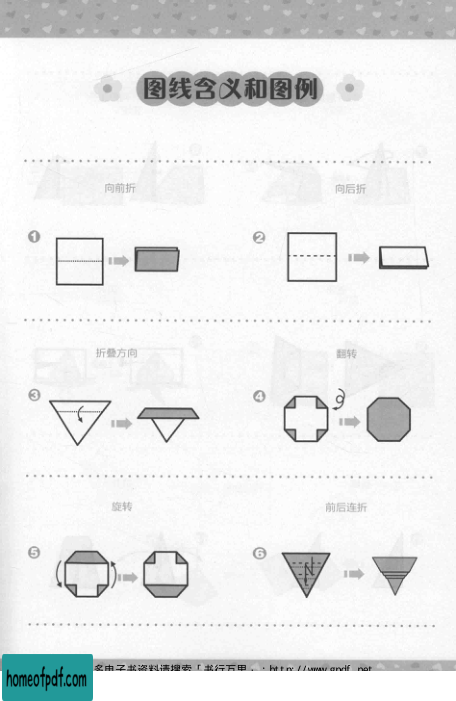 图线含义和图例
向前折
向后折
1
2
折叠方向
翻转
3
4
旋转
前后连折
5
6
多电子书资料请搜索「书行万里」:http://www.gpdf.net
homeofpdf.com